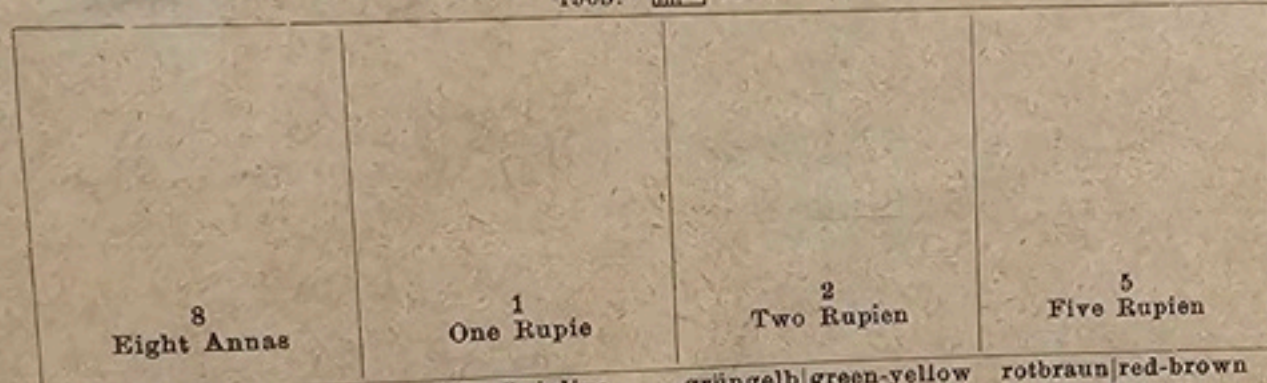 8
Eight Annas
1
One Rupie
2
Two Rupien
5
Five Rupien
grüngelb|green-yellow rotbraun|red-brown